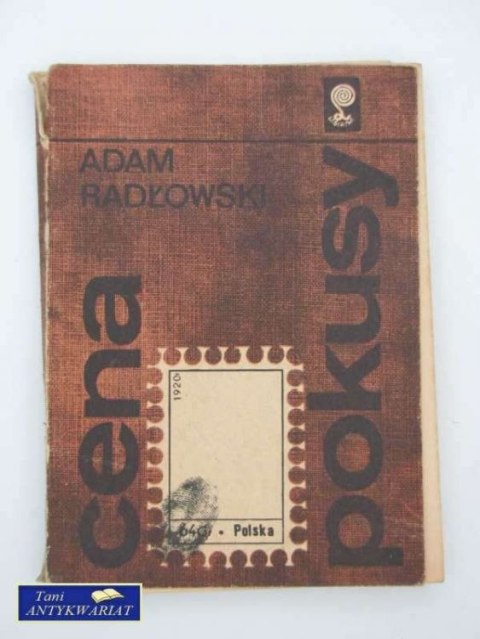 ADAM
RADŁOWSKI
cena
pokusy
1920
Polska
Tani
ANTYKWARIAT